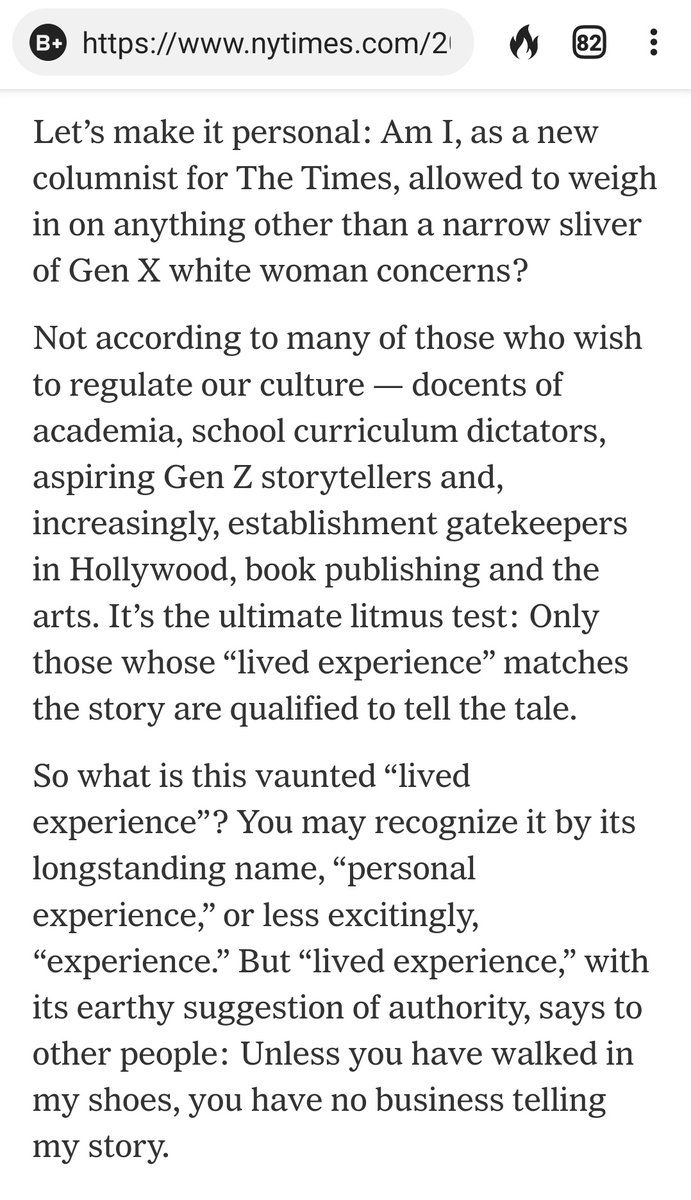 B+ https://www.nytimes.com/2 82
Let’s make it personal: Am I, as a new
columnist for The Times, allowed to weigh
in on anything other than a narrow sliver
of Gen X white woman concerns?
Not according to many of those who wish
to regulate our culture — docents of
academia, school curriculum dictators,
aspiring Gen Z storytellers and,
increasingly, establishment gatekeepers
in Hollywood, book publishing and the
arts. It’s the ultimate litmus test: Only
those whose “lived experience” matches
the story are qualified to tell the tale.
So what is this vaunted “lived
experience”? You may recognize it by its
longstanding name, “personal
experience,” or less excitingly,
“experience.” But “lived experience,” with
its earthy suggestion of authority, says to
other people: Unless you have walked in
my shoes, you have no business telling
my story.